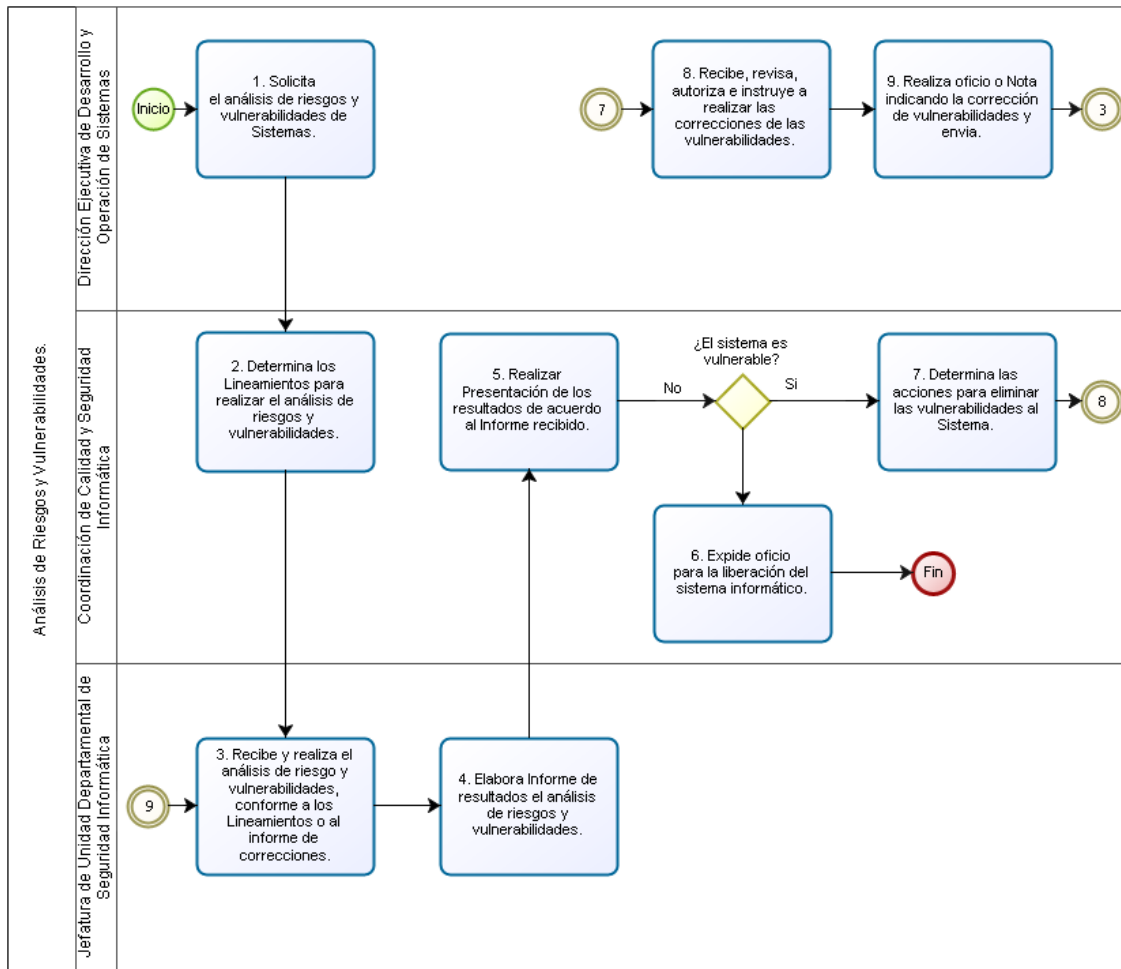 Análisis de Riesgos y Vulnerabilidades.
Dirección Ejecutiva de Desarrollo y
Operación de Sistemas
Inicio
1. Solicita
el análisis de riesgos y
vulnerabilidades de
Sistemas.
7
8. Recibe, revisa,
autoriza e instruye a
realizar las
correcciones de las
vulnerabilidades.
9. Realiza oficio o Nota
indicando la corrección
de vulnerabilidades y
envia.
3
Coordinación de Calidad y Seguridad
Informática
2. Determina los
Lineamientos para
realizar el análisis de
riesgos y
vulnerabilidades.
5. Realizar
Presentación de los
resultados de acuerdo
al Informe recibido.
No
¿El sistema es
vulnerable?
Si
7. Determina las
acciones para eliminar
las vulnerabilidades al
Sistema.
8
6. Expide oficio
para la liberación del
sistema informático.
Fin
Jefatura de Unidad Departamental de
Seguridad Informática
9
3. Recibe y realiza el
análisis de riesgo y
vulnerabilidades,
conforme a los
Lineamientos o al
informe de
correcciones.
4. Elabora Informe de
resultados el análisis
de riesgos y
vulnerabilidades.